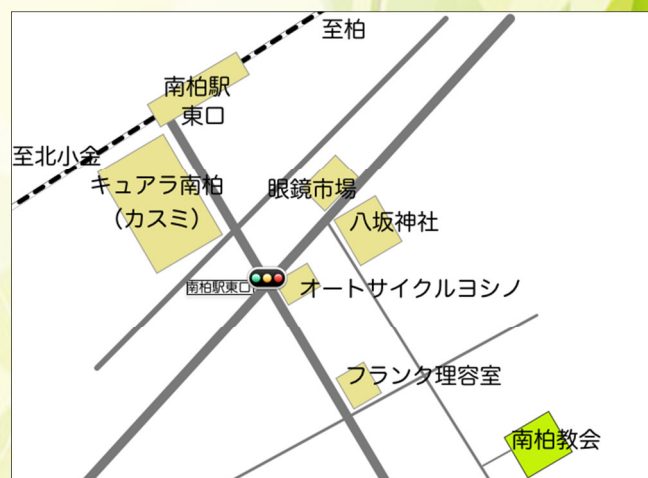 至柏
南柏駅
東口
至北小金
キュアラ南柏
（カスミ）
眼鏡市場
八坂神社
南柏駅東口
オートサイクルヨシノ
フランク理容室
南柏教会